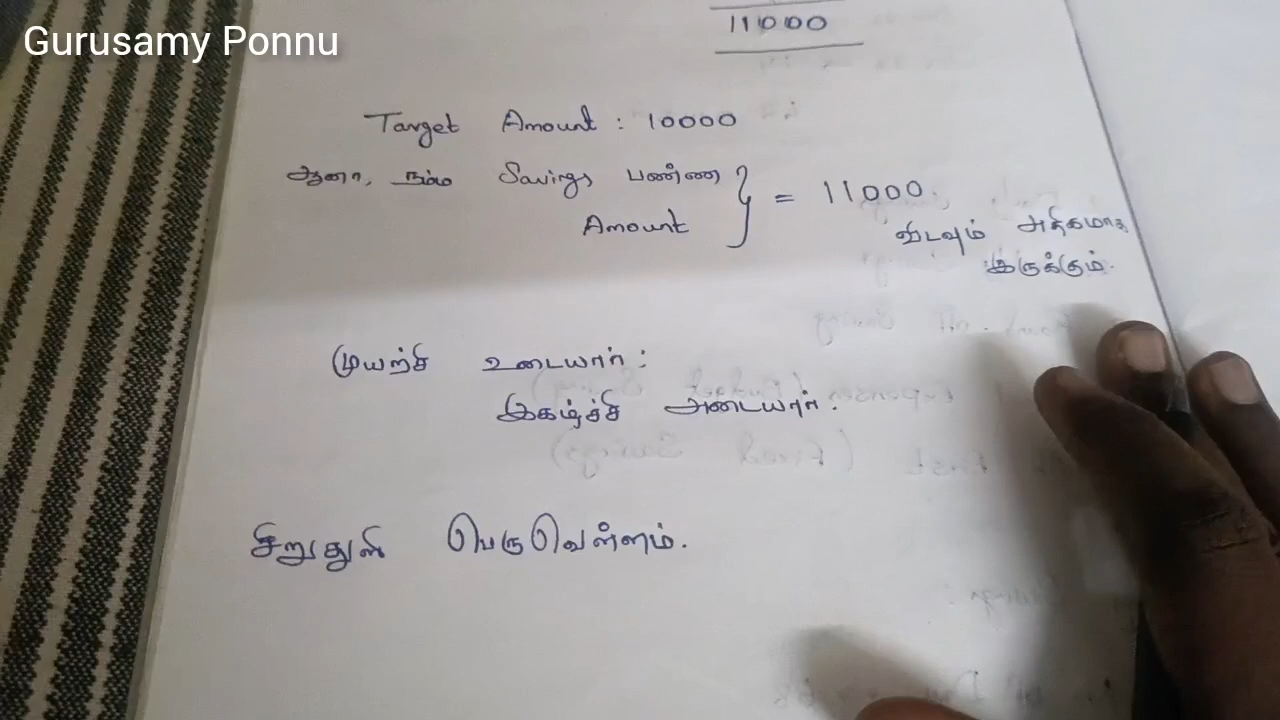 Gurusamy Ponnu
11000
Target Amount : 10000
ஆனா, நம்ம Savings பண்ண
Amount } = 11000.
விடவும் அதிகமாக
இருக்கும்.
முயற்சி உடையார் :
இகழ்ச்சி அடையார்.
சிறுதுளி பெருவெள்ளம்.